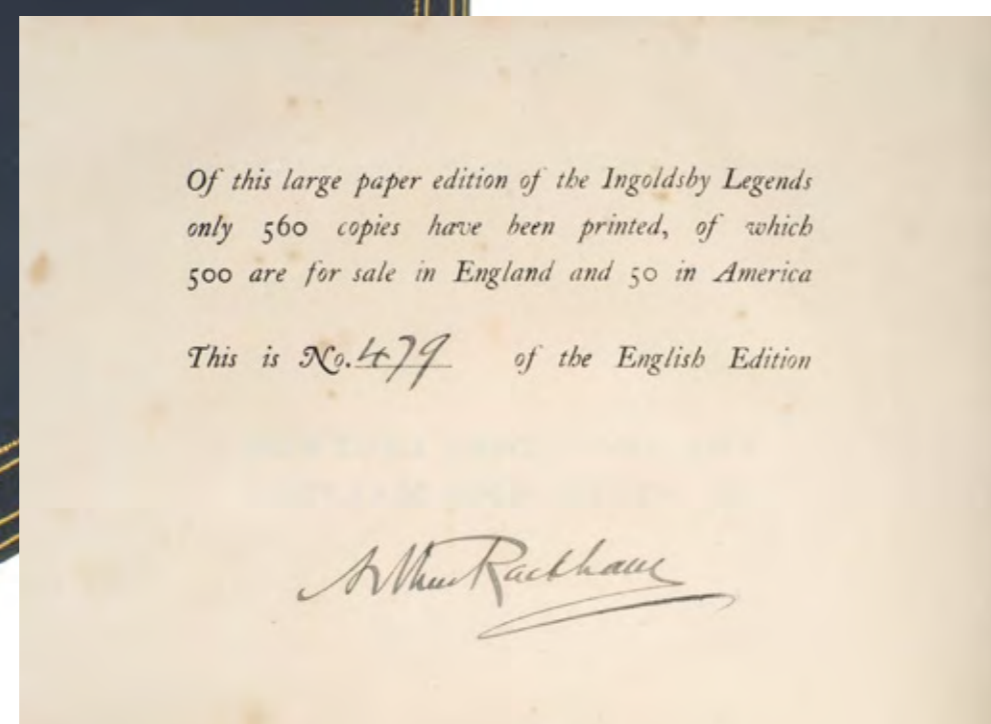 Of this large paper edition of the Ingoldsby Legends
only 560 copies have been printed, of which
500 are for sale in England and 50 in America
This is No. 479 of the English Edition
Arthur Rackham